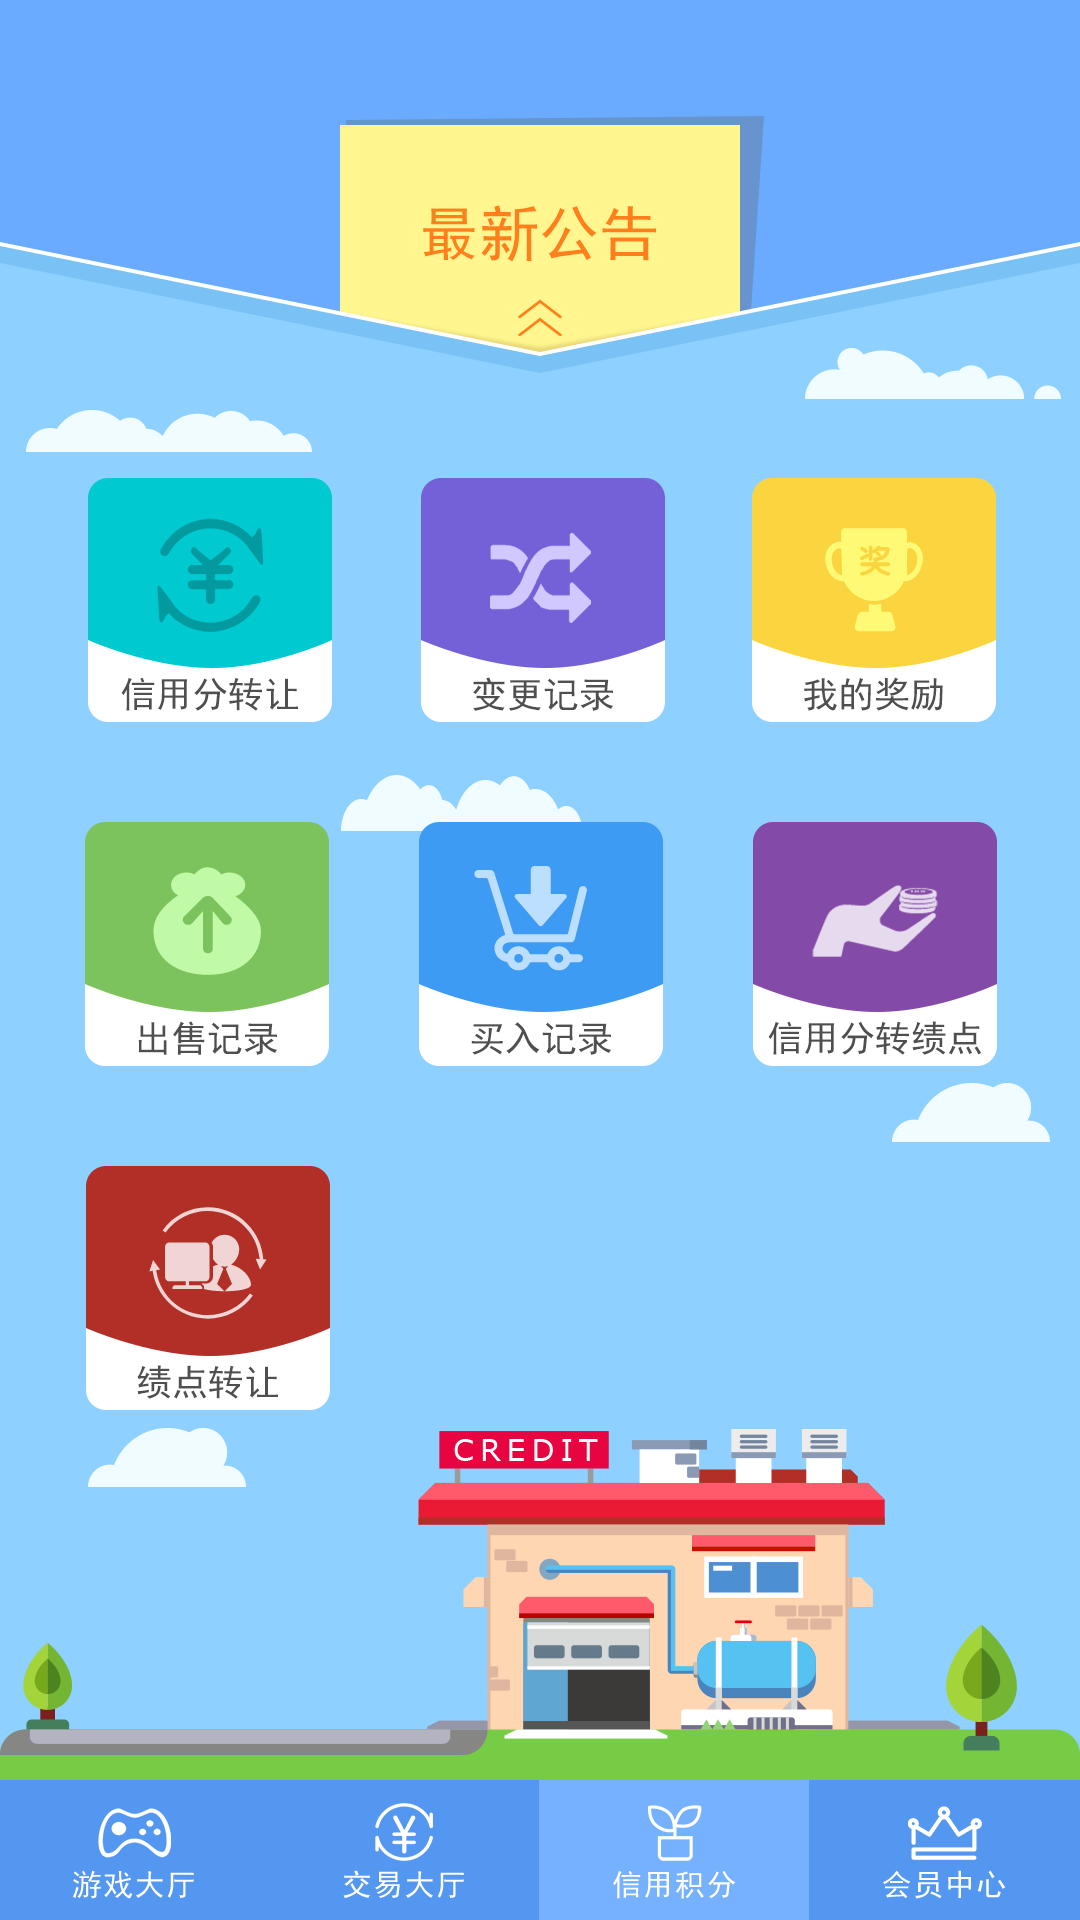 最新公告
奖
信用分转让
变更记录
我的奖励
出售记录
买入记录
信用分转绩点
绩点转让
CREDIT
游戏大厅
交易大厅
信用积分
会员中心